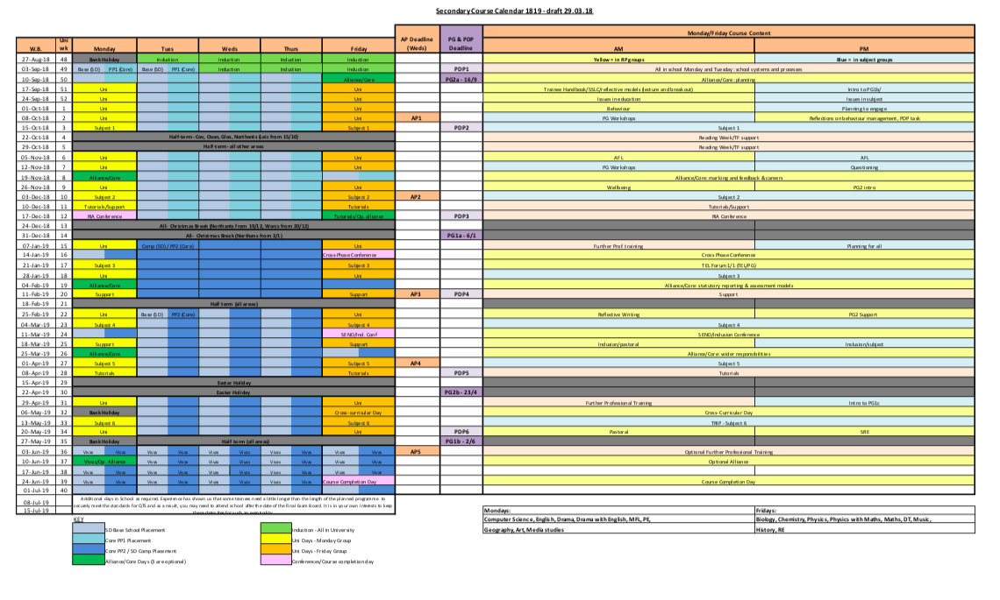 Secondary Course Calendar 1819 - draft 29.03.18
AP Deadline (Weds) PG & PDP Deadline Monday/Friday Course Content
W.B. Uni wk Monday Tues Weds Thurs Friday AM PM
27-Aug-18 48 Bank Holiday Induction Induction Induction Induction Yellow = in RP groups Blue = in subject groups
03-Sep-18 49 Base (SD) PP1 (Core) Base (SD) PP1 (Core) Induction Induction Induction PDP1 All in school Monday and Tuesday: school systems and processes
10-Sep-18 50 Alliance/Core PG2a - 16/9 Alliance/Core: planning
17-Sep-18 51 Uni Uni Trainee Handbook/SSLC/reflective models (lecture and research) Intro to PG1b/
24-Sep-18 52 Uni Uni Issues in education Issues in subject
01-Oct-18 1 Uni Uni Behaviour Planning to engage
08-Oct-18 2 Uni Uni AP1 PG Workshops Reflections on behaviour management, PDP task
15-Oct-18 3 Subject 1 Subject 1 PDP2 Subject 1
22-Oct-18 4 Half-term - Cov, Oxon, Glos, Northants (Leic from 15/10) Reading Week/TF support
29-Oct-18 5 Half-term - all other areas Reading Week/TF support
05-Nov-18 6 Uni Uni AFL AFL
12-Nov-18 7 Uni Uni PG Workshops Questioning
19-Nov-18 8 Alliance/Core Alliance/Core: marking and feedback & careers
26-Nov-18 9 Uni Uni Wellbeing PG2 intro
03-Dec-18 10 Subject 2 Subject 2 AP2 Subject 2
10-Dec-18 11 Tutorials/Support Tutorials Tutorials/Support
17-Dec-18 12 RIA Conference Tutorials/Op. alliance PDP3 RIA Conference
24-Dec-18 13 All- Christmas Break (Northants from 19/12, Worcs from 20/12)
31-Dec-18 14 All- Christmas Break (Northans from 3/1) PG1a - 6/1
07-Jan-19 15 Uni Comp (SD) / PP2 (Core) Uni Further Prof. training Planning for all
14-Jan-19 16 Cross-Phase Conference Cross Phase Conference
21-Jan-19 17 Subject 3 Subject 3 TEL Forum 1/1 (TEL/PG)
28-Jan-19 18 Uni Uni Subject 3
04-Feb-19 19 Alliance/Core Alliance/Core: statutory reporting & assessment models
11-Feb-19 20 Support Support AP3 PDP4 Support
18-Feb-19 21 Half term (all areas)
25-Feb-19 22 Uni Base (SD) PP2 (Core) Uni Reflective Writing PG2 Support
04-Mar-19 23 Subject 4 Subject 4 Subject 4
11-Mar-19 24 SEND/Incl. Conf SEND/Inclusion Conference
18-Mar-19 25 Support Support Inclusion/pastoral Inclusion/subject
25-Mar-19 26 Alliance/Core Alliance/Core: wider responsibilities
01-Apr-19 27 Subject 5 Subject 5 AP4 Subject 5
08-Apr-19 28 Tutorials Tutorials PDP5 Tutorials
15-Apr-19 29 Easter Holiday
22-Apr-19 30 Easter Holiday PG2b - 23/4
29-Apr-19 31 Uni Uni Further Professional Training Intro to PG1c
06-May-19 32 Bank Holiday Cross-curricular Day Cross-Curricular Day
13-May-19 33 Subject 6 Subject 6 TRIP - Subject 6
20-May-19 34 Uni Uni PDP6 Pastoral SRE
27-May-19 35 Bank Holiday Half term (all areas) PG1b - 2/6
03-Jun-19 36 Vivas Vivas Vivas Vivas Vivas Vivas Vivas Vivas Vivas Vivas AP5 Optional Further Professional Training
10-Jun-19 37 Vivas/Op. Alliance Vivas Vivas Vivas Vivas Vivas Vivas Vivas Vivas Optional Alliance
17-Jun-19 38 Vivas Vivas Vivas Vivas Vivas Vivas Vivas Vivas Vivas Vivas
24-Jun-19 39 Vivas Vivas Vivas Vivas Vivas Vivas Vivas Vivas Course Completion Day Course Completion Day
01-Jul-19 40
08-Jul-19 Additional days in School as required. Experience has shown us that some trainees need a little longer than the length of the planned programme to
securely meet the standards for QTS and as a result, you may need to attend school after the date of the Final Exam Board. It is in your own interests to keep
15-Jul-19
Mondays: Fridays:
Computer Science, English, Drama, Drama with English, MFL, PE, Biology, Chemistry, Physics, Physics with Maths, Maths, DT, Music,
Geography, Art, Media studies History, RE
KEY
SD Base School Placement Induction - All in University
Core PP1 Placement Uni Days - Monday Group
Core PP2 / SD Comp Placement Uni Days - Friday Group
Alliance/Core Days (3 are optional) Conferences/Course completion day